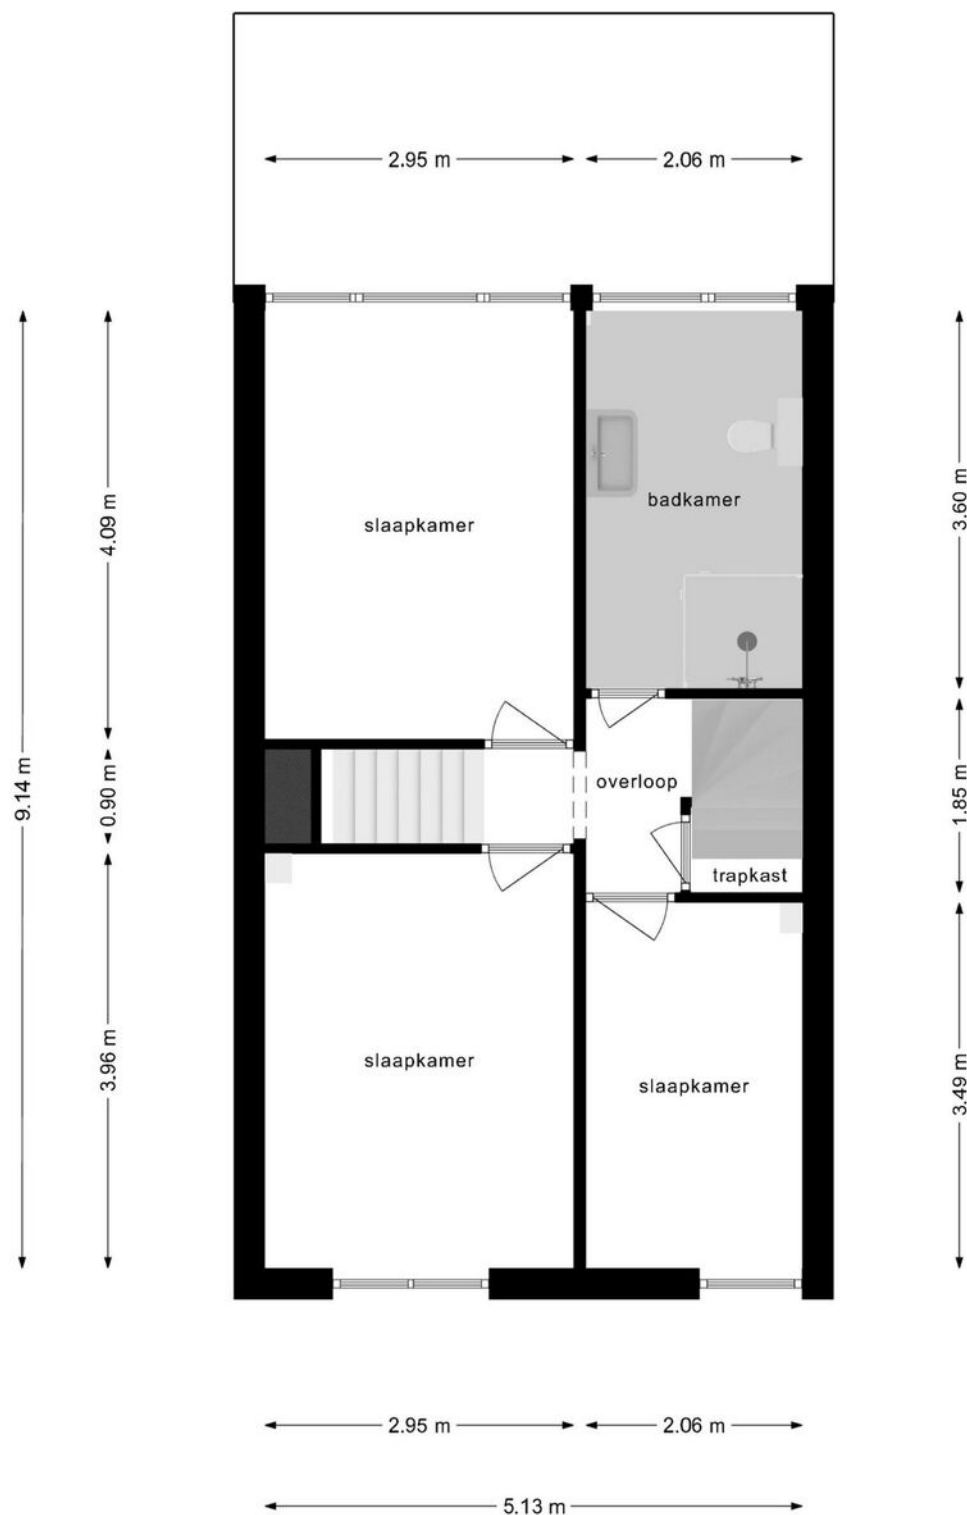 2.95 m
2.06 m
slaapkamer
badkamer
4.09 m
3.60 m
9.14 m
0.90 m
overloop
1.85 m
trapkast
slaapkamer
slaapkamer
3.96 m
3.49 m
2.95 m
2.06 m
5.13 m